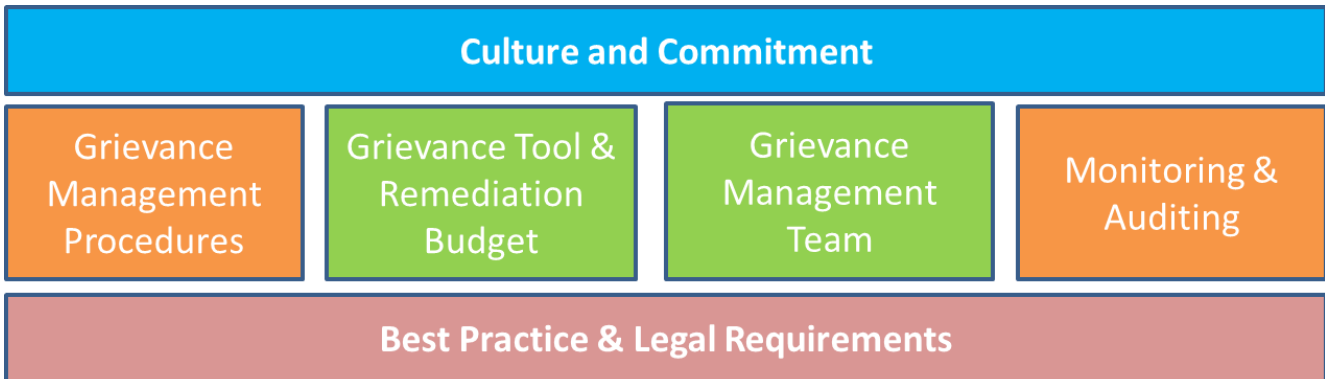 Culture and Commitment
Grievance
Management
Procedures
Grievance Tool &
Remediation
Budget
Grievance
Management
Team
Monitoring &
Auditing
Best Practice & Legal Requirements